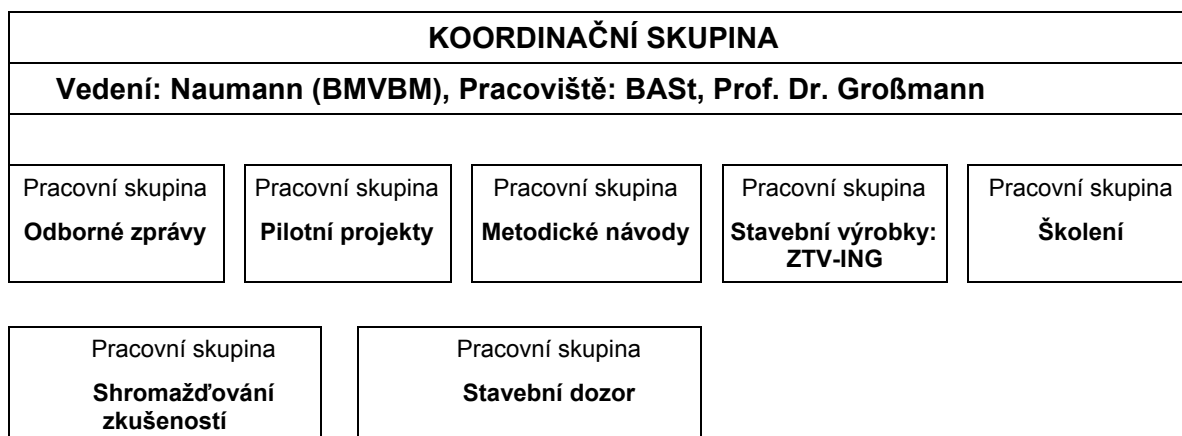 KOORDINAČNÍ SKUPINA
Vedení: Naumann (BMVBM), Pracoviště: BASt, Prof. Dr. Großmann
Pracovní skupina
Odborné zprávy
Pracovní skupina
Pilotní projekty
Pracovní skupina
Metodické návody
Pracovní skupina
Stavební výrobky:
ZTV-ING
Pracovní skupina
Školení
Pracovní skupina
Shromažďování
zkušeností
Pracovní skupina
Stavební dozor